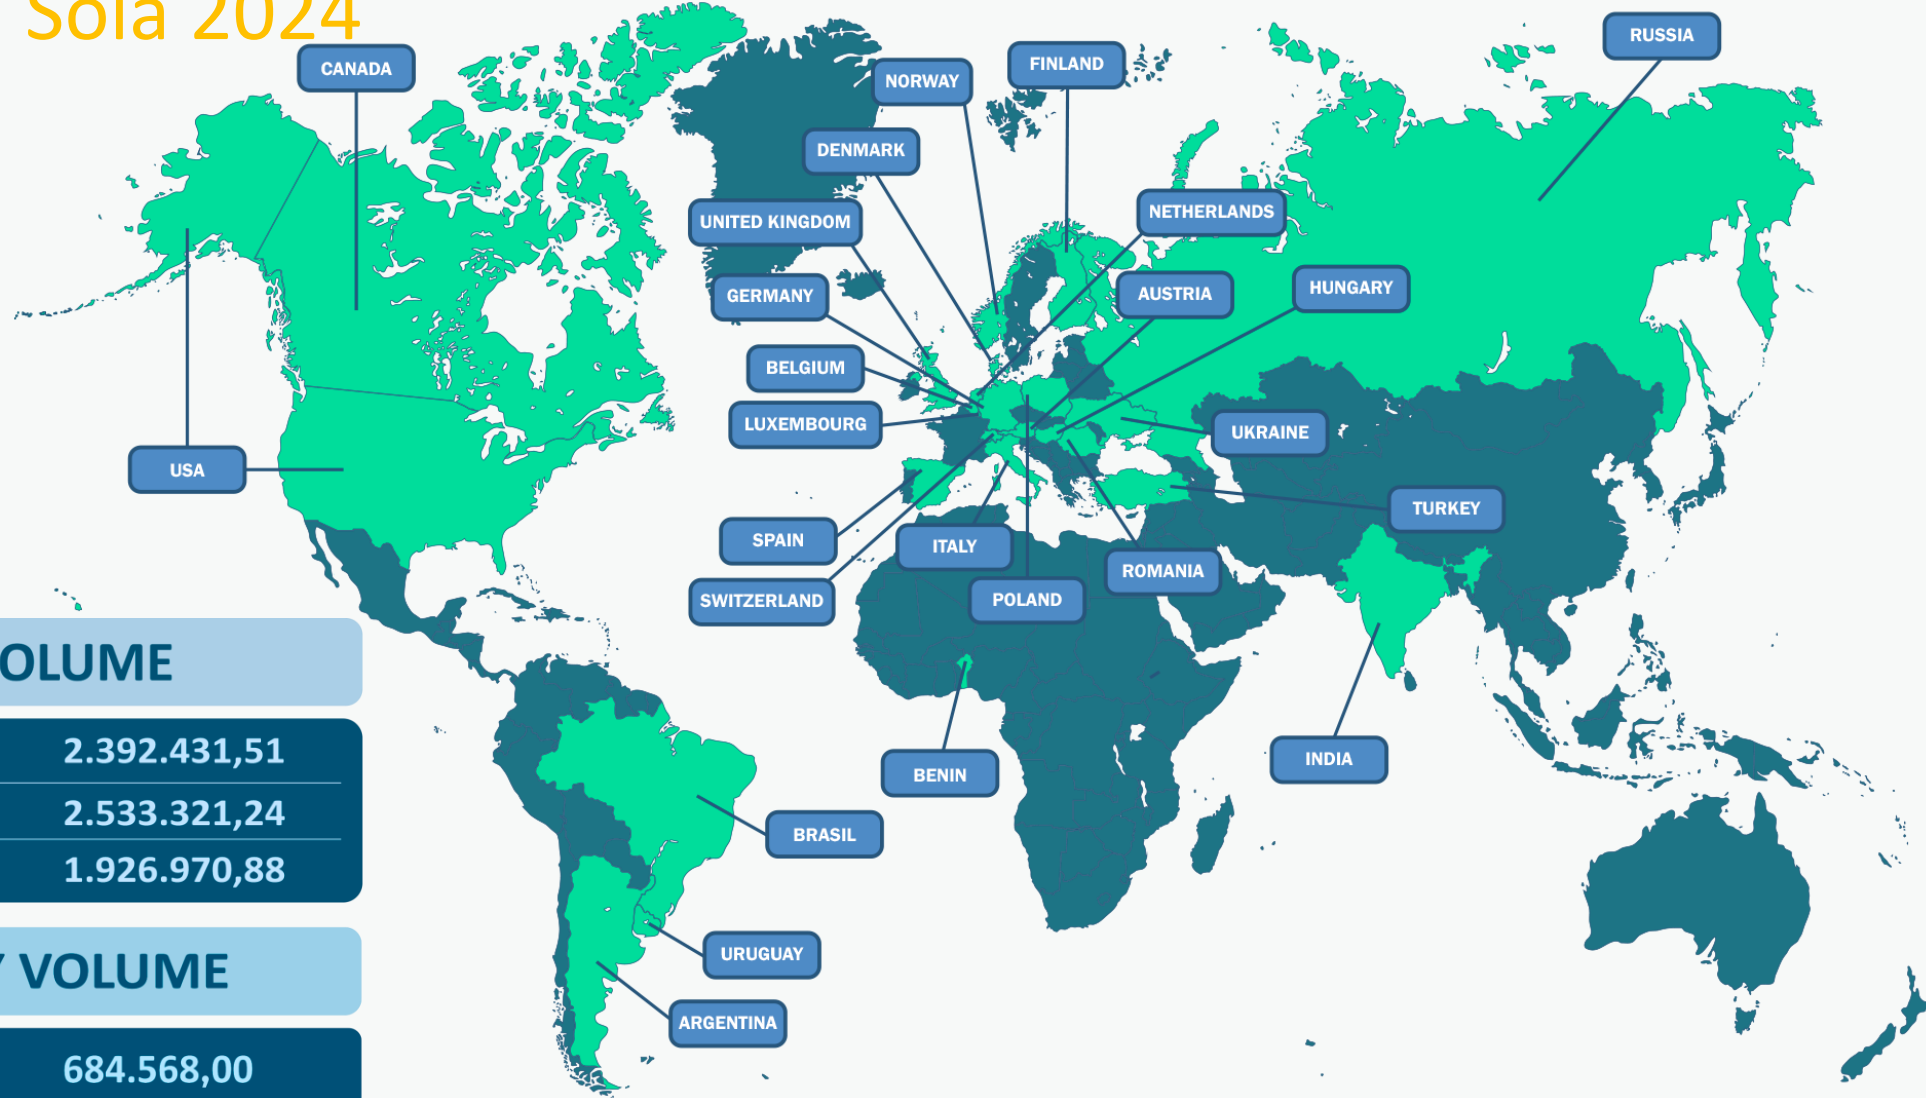 Soia 2024
CANADA
RUSSIA
FINLAND
NORWAY
DENMARK
NETHERLANDS
UNITED KINGDOM
GERMANY
AUSTRIA
HUNGARY
BELGIUM
LUXEMBOURG
UKRAINE
USA
TURKEY
SPAIN
ITALY
ROMANIA
SWITZERLAND
POLAND
BENIN
INDIA
BRASIL
URUGUAY
ARGENTINA
OLUME
2.392.431,51
2.533.321,24
1.926.970,88
VOLUME
684.568,00